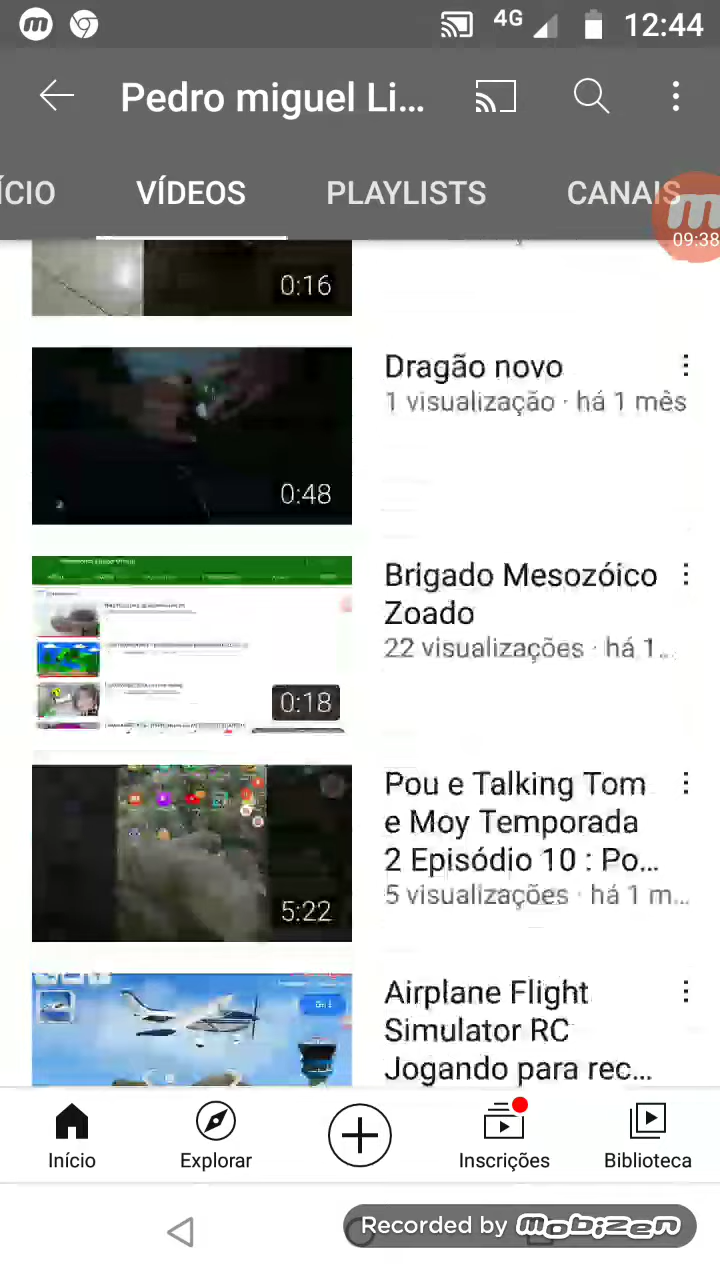 4G 12:44
Pedro miguel Li...
ÍCIO VÍDEOS PLAYLISTS CANAIS
09:38
0:16
Dragão novo
1 visualização · há 1 mês
0:48
Brigado Mesozóico
Zoado
22 visualizações · há 1...
0:18
Pou e Talking Tom
e Moy Temporada
2 Episódio 10 : Po...
5 visualizações · há 1 m...
5:22
Airplane Flight
Simulator RC
Jogando para rec...
Início Explorar Inscrições Biblioteca
Recorded by mobizen